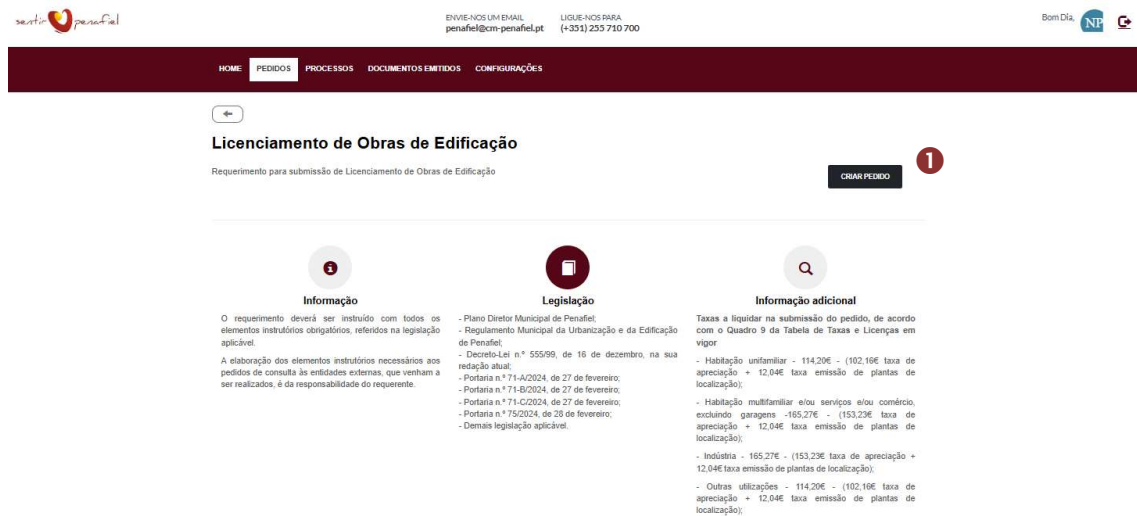 sentir penafiel
ENVIE-NOS UM EMAIL
penafiel@cm-penafiel.pt
LIGUE-NOS PARA
(+351) 255 710 700
Bom Dia,
NP
HOME PEDIDOS PROCESSOS DOCUMENTOS EMITIDOS CONFIGURAÇÕES
Licenciamento de Obras de Edificação
Requerimento para submissão de Licenciamento de Obras de Edificação
CRIAR PEDIDO
1
Informação
O requerimento deverá ser instruído com todos os
elementos instrutórios obrigatórios, referidos na legislação
aplicável.
A elaboração dos elementos instrutórios necessários aos
pedidos de consulta às entidades externas, que venham a
ser realizados, é da responsabilidade do requerente.
Legislação
- Plano Diretor Municipal de Penafiel;
- Regulamento Municipal da Urbanização e da Edificação
de Penafiel;
- Decreto-Lei n.º 555/99, de 16 de dezembro, na sua
redação atual;
- Portaria n.º 71-A/2024, de 27 de fevereiro;
- Portaria n.º 71-B/2024, de 27 de fevereiro;
- Portaria n.º 71-C/2024, de 27 de fevereiro;
- Portaria n.º 75/2024, de 28 de fevereiro;
- Demais legislação aplicável.
Informação adicional
Taxas a liquidar na submissão do pedido, de acordo
com o Quadro 9 da Tabela de Taxas e Licenças em
vigor
- Habitação unifamiliar - 114,20€ - (102,16€ taxa de
apreciação + 12,04€ taxa emissão de plantas de
localização);
- Habitação multifamiliar e/ou serviços e/ou comércio,
excluindo garagens -165,27€ - (153,23€ taxa de
apreciação + 12,04€ taxa emissão de plantas de
localização);
- Indústria - 165,27€ - (153,23€ taxa de apreciação +
12,04€ taxa emissão de plantas de localização);
- Outras utilizações - 114,20€ - (102,16€ taxa de
apreciação + 12,04€ taxa emissão de plantas de
localização);